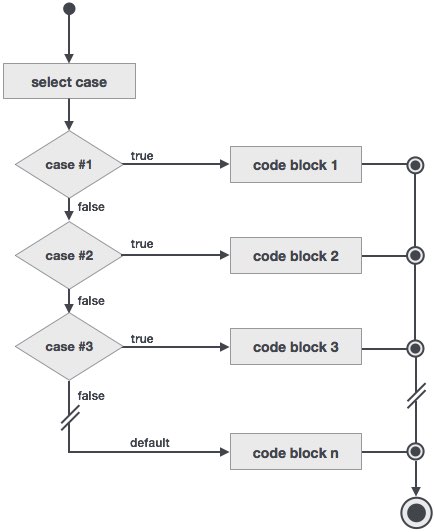 select case
case #1
true
code block 1
false
case #2
true
code block 2
false
case #3
true
code block 3
false
default
code block n